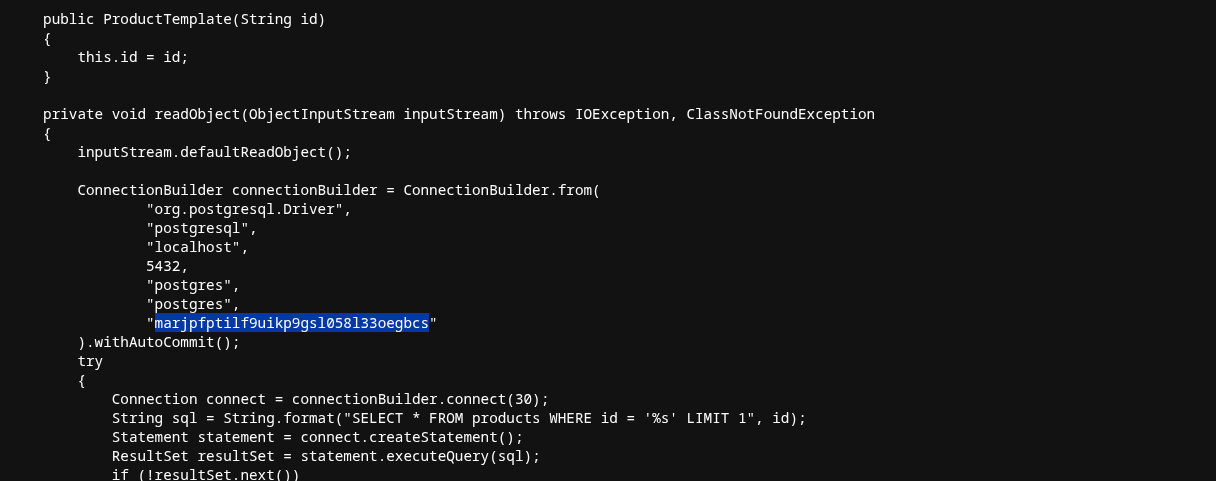 public ProductTemplate(String id)
{
this.id = id;
}
private void readObject(ObjectInputStream inputStream) throws IOException, ClassNotFoundException
{
inputStream.defaultReadObject();
ConnectionBuilder connectionBuilder = ConnectionBuilder.from(
"org.postgresql.Driver",
"postgresql",
"localhost",
5432,
"postgres",
"postgres",
"marjpfptilf9uikp9gsl058l33oegbcs"
).withAutoCommit();
try
{
Connection connect = connectionBuilder.connect(30);
String sql = String.format("SELECT * FROM products WHERE id = '%s' LIMIT 1", id);
Statement statement = connect.createStatement();
ResultSet resultSet = statement.executeQuery(sql);
if (!resultSet.next())